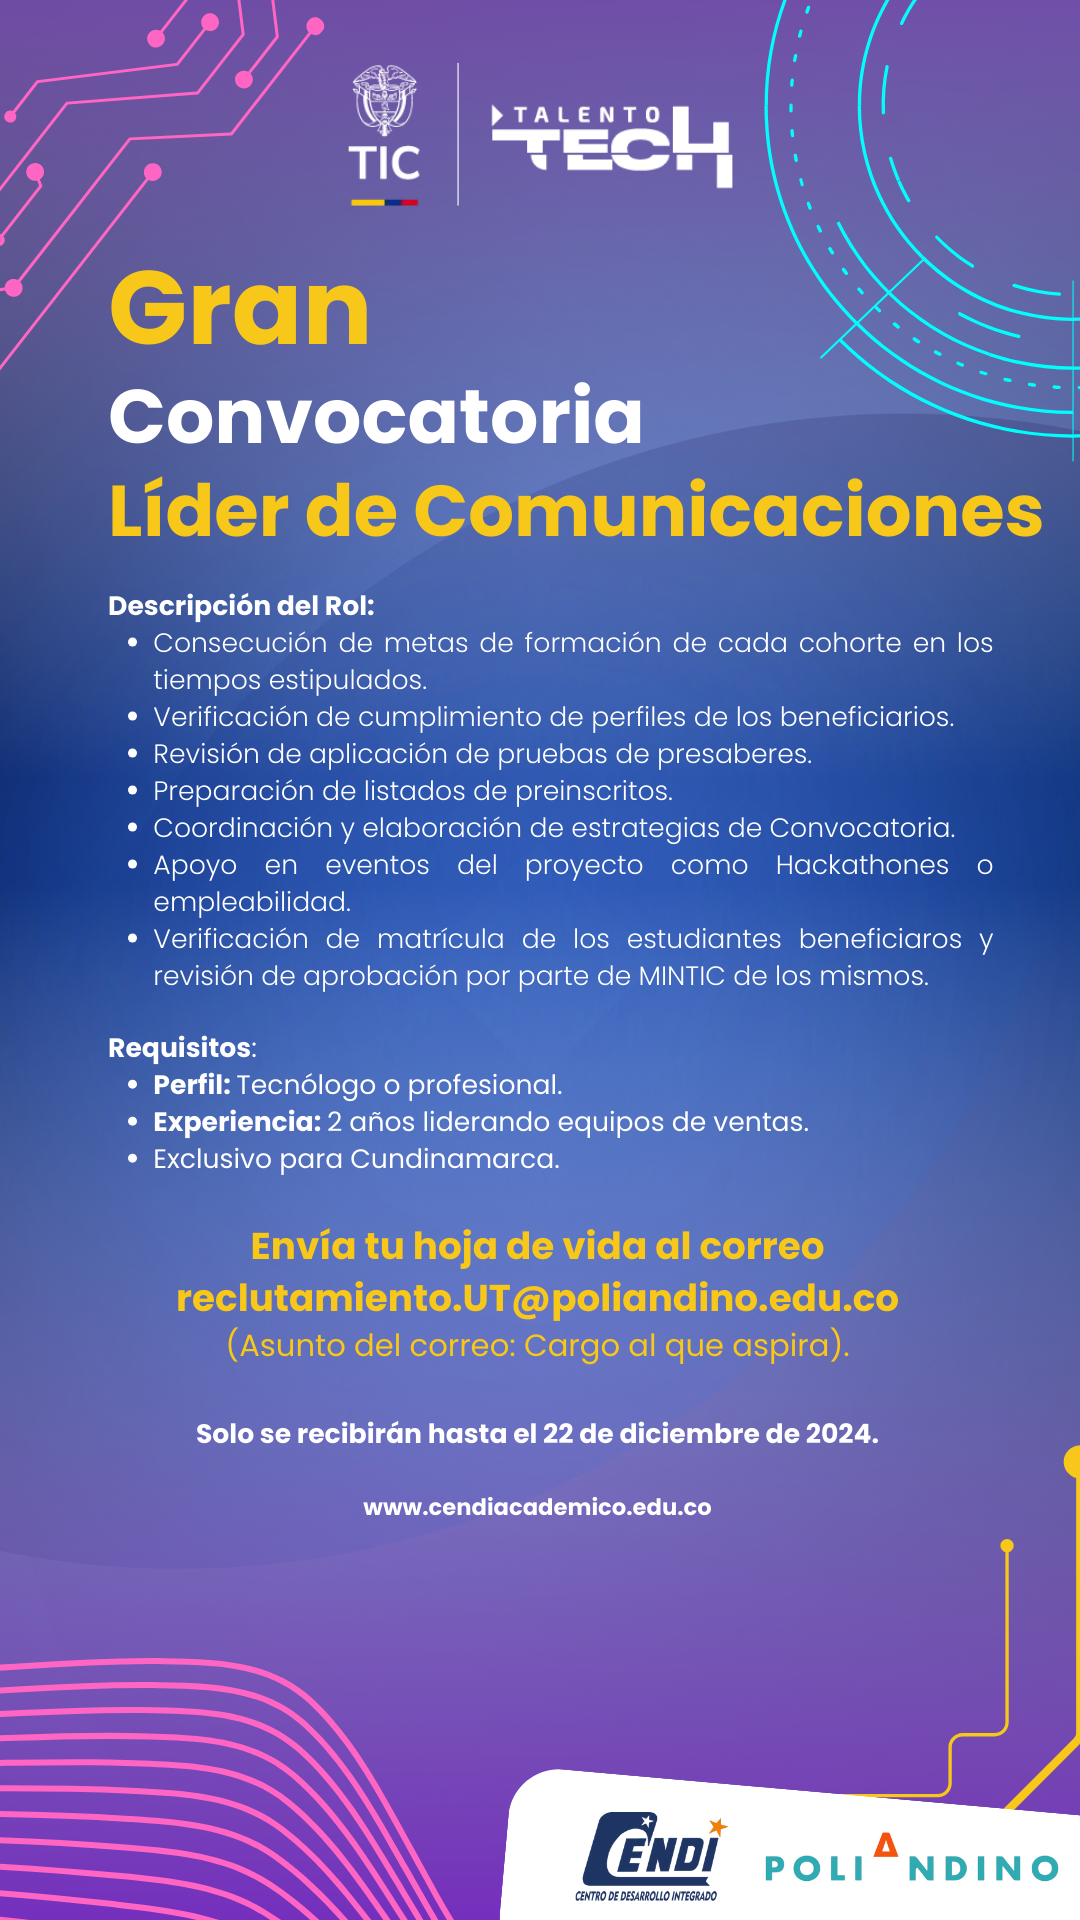 TIC
TALENTO
TECH
Gran
Convocatoria
Líder de Comunicaciones
Descripción del Rol:
• Consecución de metas de formación de cada cohorte en los
tiempos estipulados.
• Verificación de cumplimiento de perfiles de los beneficiarios.
• Revisión de aplicación de pruebas de presaberes.
• Preparación de listados de preinscritos.
• Coordinación y elaboración de estrategias de Convocatoria.
• Apoyo en eventos del proyecto como Hackathones o
empleabilidad.
• Verificación de matrícula de los estudiantes beneficiaros y
revisión de aprobación por parte de MINTIC de los mismos.
Requisitos:
• Perfil: Tecnólogo o profesional.
• Experiencia: 2 años liderando equipos de ventas.
• Exclusivo para Cundinamarca.
Envía tu hoja de vida al correo
reclutamiento.UT@poliandino.edu.co
(Asunto del correo: Cargo al que aspira).
Solo se recibirán hasta el 22 de diciembre de 2024.
www.cendiacademico.edu.co
CENDI
CENTRO DE DESARROLLO INTEGRADO
POLIANDINO